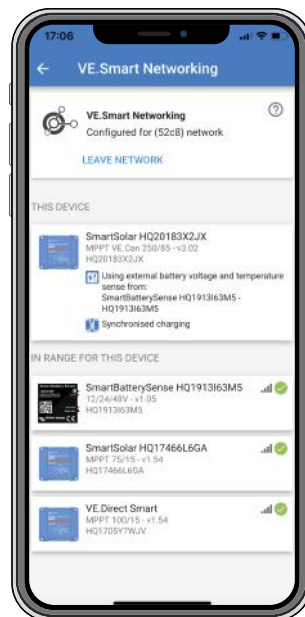 17:06
VE.Smart Networking
VE.Smart Networking
Configured for (52c8) network
LEAVE NETWORK
THIS DEVICE
SmartSolar HQ20183X2JX
MPPT VE.Can 250/85 - v3.02
HQ20183X2JX
Using external battery voltage and temperature
sense from:
SmartBatterySense HQ1913I63M5 -
HQ1913I63M5
Synchronised charging
IN RANGE FOR THIS DEVICE
SmartBatterySense HQ1913I63M5
12/24/48V - v1.05
HQ1913I63M5
SmartSolar HQ17466L6GA
MPPT 75/15 - v1.54
HQ17466L6GA
VE.Direct Smart
MPPT 100/15 - v1.54
HQ1705Y7WJV